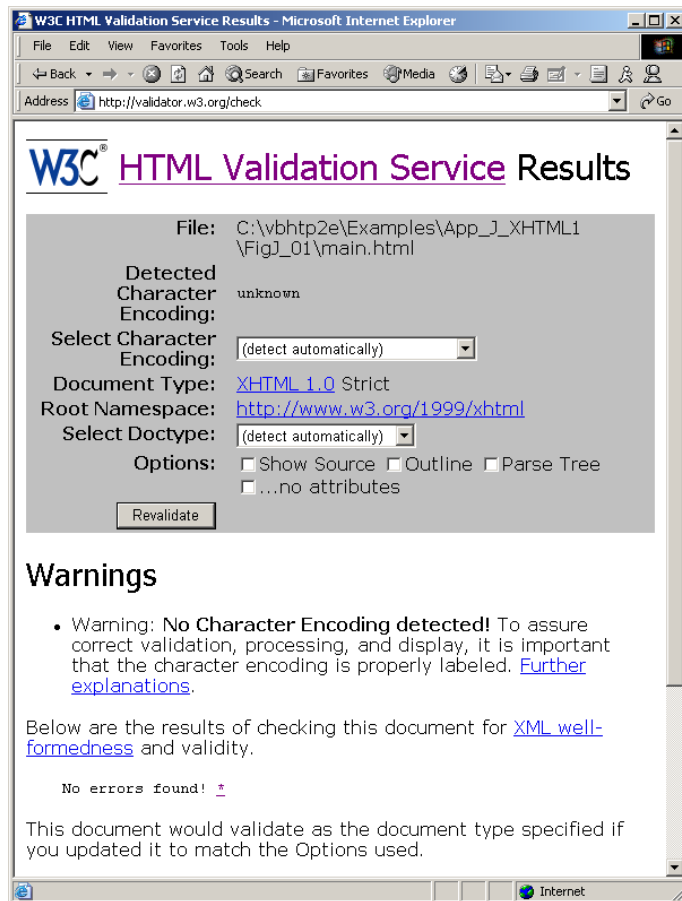 W3C HTML Validation Service Results - Microsoft Internet Explorer
File Edit View Favorites Tools Help
Back Search Favorites Media
Address http://validator.w3.org/check Go
W3C® HTML Validation Service Results
File: C:\vbhtp2e\Examples\App_J_XHTML1
\FigJ_01\main.html
Detected
Character
Encoding:
unknown
Select Character
Encoding:
(detect automatically)
Document Type: XHTML 1.0 Strict
Root Namespace: http://www.w3.org/1999/xhtml
Select Doctype: (detect automatically)
Options: Show Source Outline Parse Tree
...no attributes
Revalidate
Warnings
• Warning: No Character Encoding detected! To assure
correct validation, processing, and display, it is important
that the character encoding is properly labeled. Further
explanations.
Below are the results of checking this document for XML well-
formedness and validity.
No errors found! *
This document would validate as the document type specified if
you updated it to match the Options used.
Internet